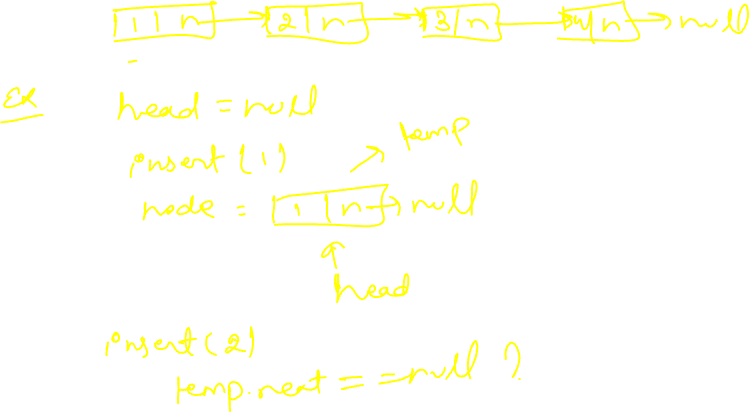 1 | n → 2 | n → 3 | n → 4 | n → null
Ex
head = null
insert (1)
temp
node = 1 | n → null
head
insert (2)
temp.next == null ?